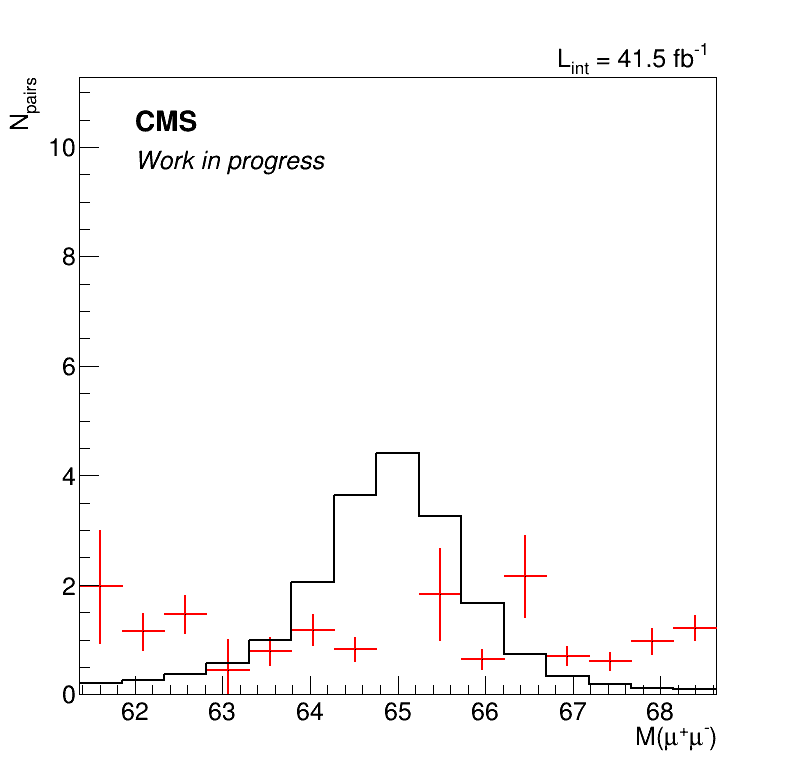 L_int = 41.5 fb^-1
N_pairs
CMS
Work in progress
10
8
6
4
2
0
62 63 64 65 66 67 68
M(μ⁺μ⁻)